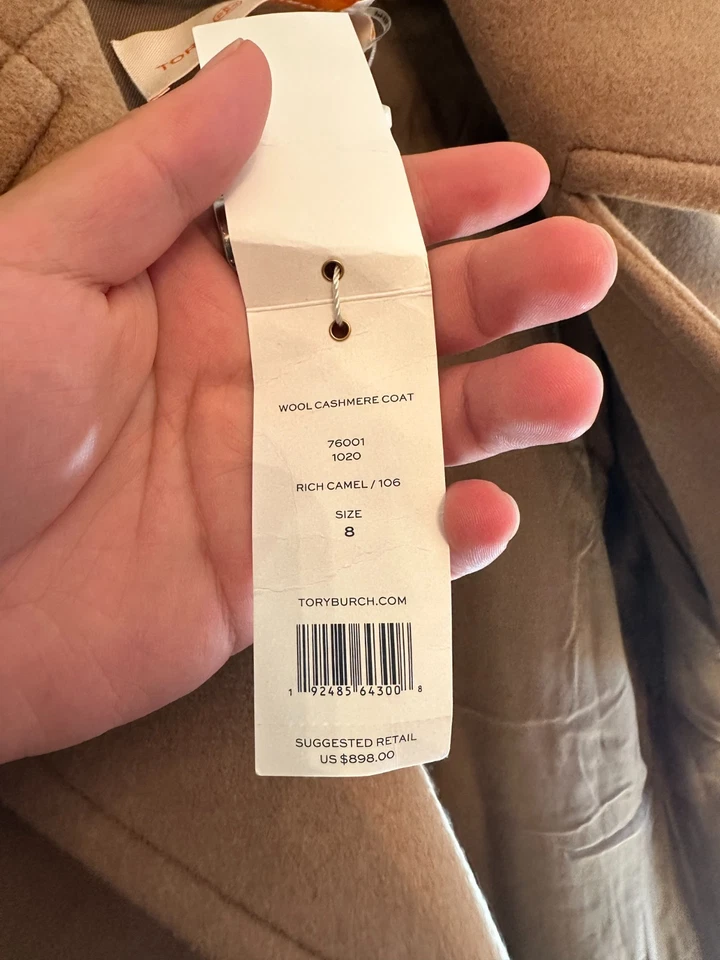 TOR
WOOL CASHMERE COAT
76001
1020
RICH CAMEL / 106
SIZE
8
TORYBURCH.COM
1 92485 64300 8
SUGGESTED RETAIL
US $898.00